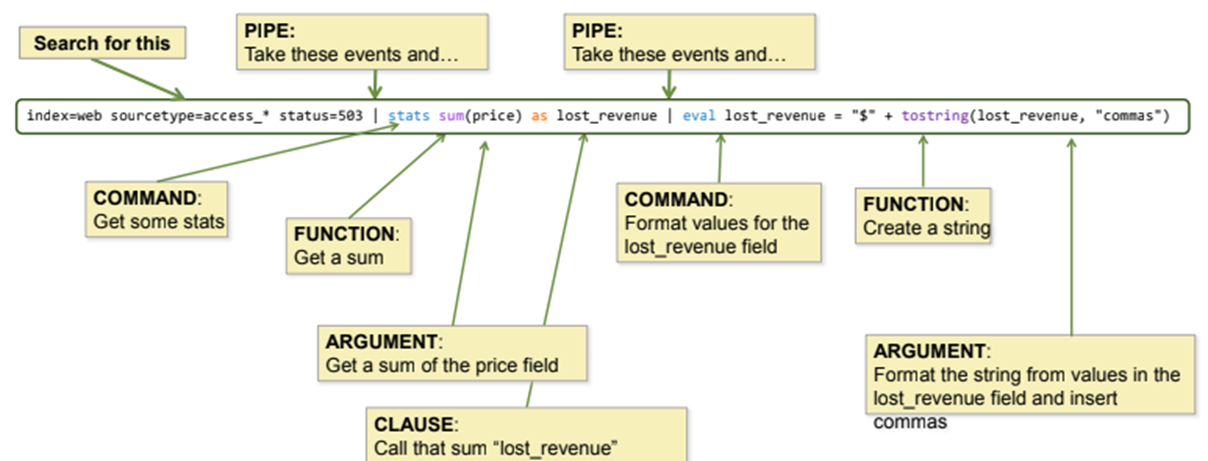 Search for this
PIPE:
Take these events and…
PIPE:
Take these events and…
index=web sourcetype=access_* status=503 | stats sum(price) as lost_revenue | eval lost_revenue = "$" + tostring(lost_revenue, "commas")
COMMAND:
Get some stats
FUNCTION:
Get a sum
COMMAND:
Format values for the
lost_revenue field
FUNCTION:
Create a string
ARGUMENT:
Get a sum of the price field
ARGUMENT:
Format the string from values in the
lost_revenue field and insert
commas
CLAUSE:
Call that sum “lost_revenue”